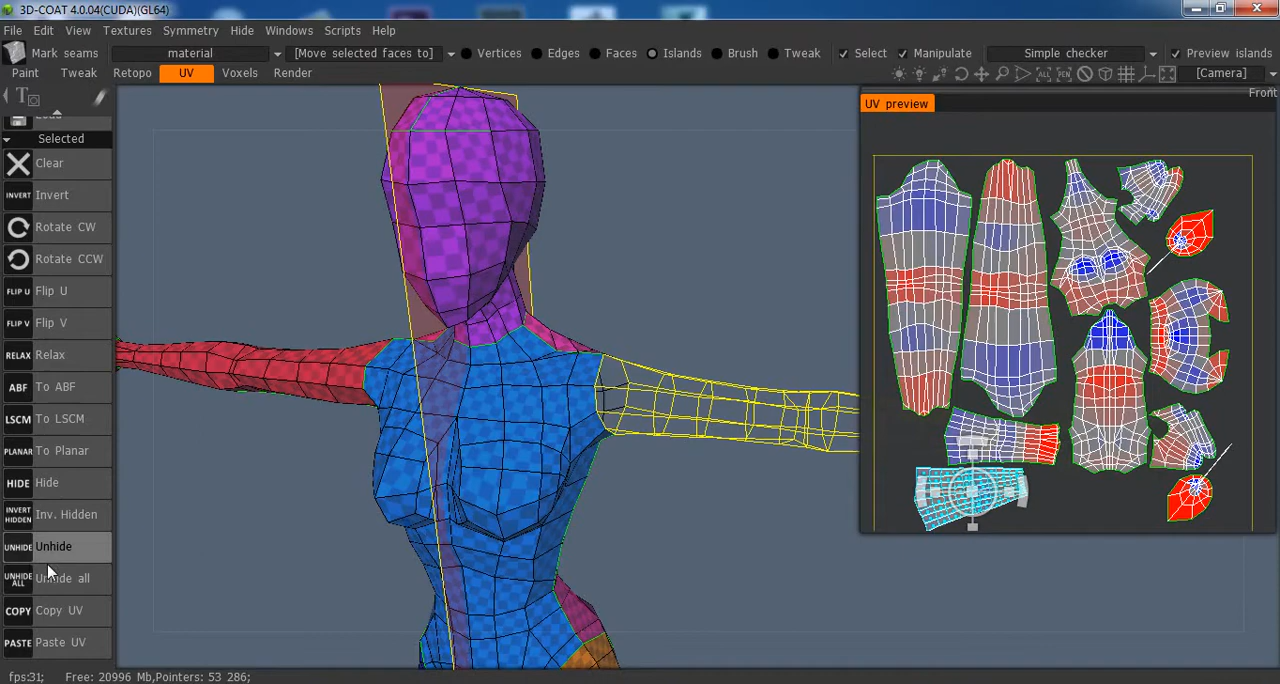 3D-COAT 4.0.04(CUDA)(GL64)
File Edit View Textures Symmetry Hide Windows Scripts Help
Mark seams material [Move selected faces to] Vertices Edges Faces Islands Brush Tweak Select Manipulate Simple checker Preview islands
Paint Tweak Retopo UV Voxels Render ALL PEN [Camera]
Front
UV preview
Selected
Clear
INVERT Invert
Rotate CW
Rotate CCW
FLIP U Flip U
FLIP V Flip V
RELAX Relax
ABF To ABF
LSCM To LSCM
PLANAR To Planar
HIDE Hide
INVERT HIDDEN Inv. Hidden
UNHIDE Unhide
UNHIDE ALL Unhide all
COPY Copy UV
PASTE Paste UV
fps:31; Free: 20996 Mb,Pointers: 53 286;